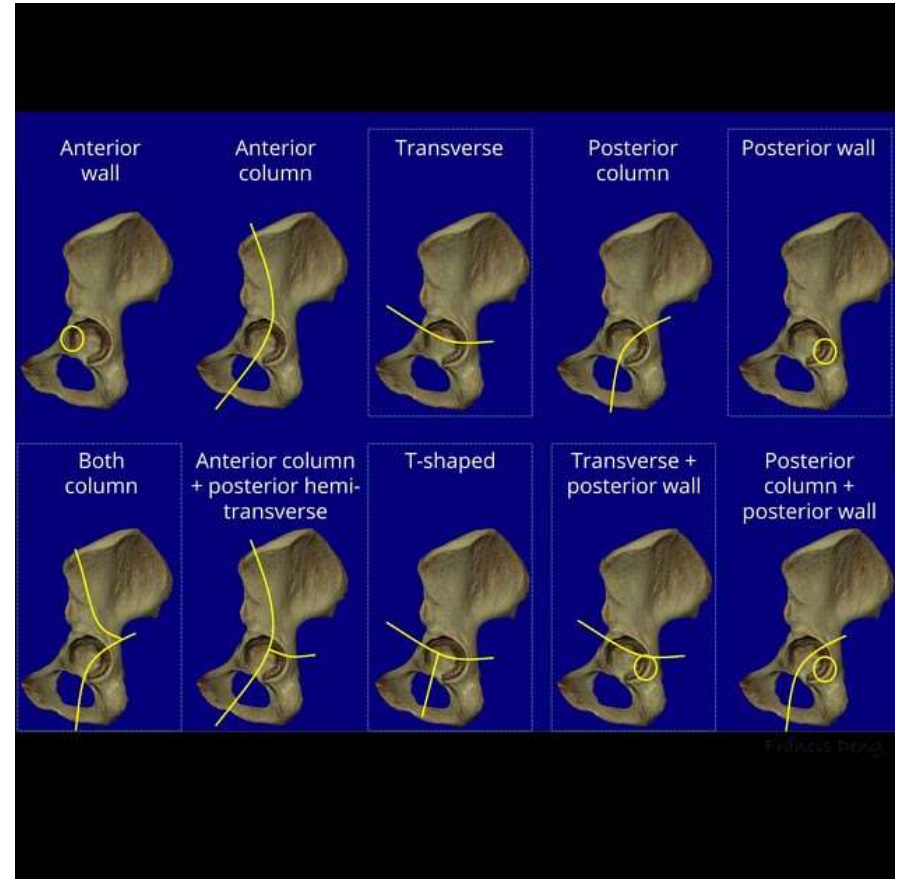 Anterior
wall
Anterior
column
Transverse
Posterior
column
Posterior wall
Both
column
Anterior column
+ posterior hemi-
transverse
T-shaped
Transverse +
posterior wall
Posterior
column +
posterior wall
Francis Deng